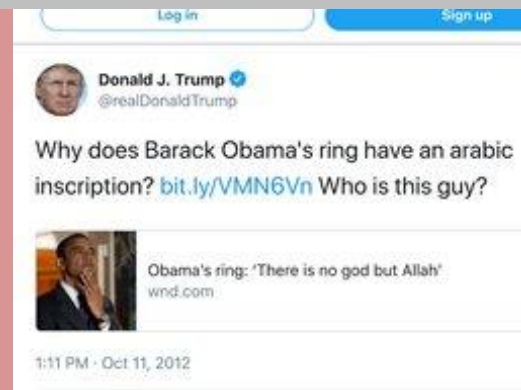 Log in
Sign up
Donald J. Trump
@realDonaldTrump
Why does Barack Obama's ring have an arabic
inscription? bit.ly/VMN6Vn Who is this guy?
Obama's ring: 'There is no god but Allah'
wnd.com
1:11 PM · Oct 11, 2012